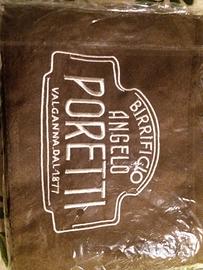 BIRRIFICIO
ANGELO
PORETTI
VALGANNA.DAL.1877